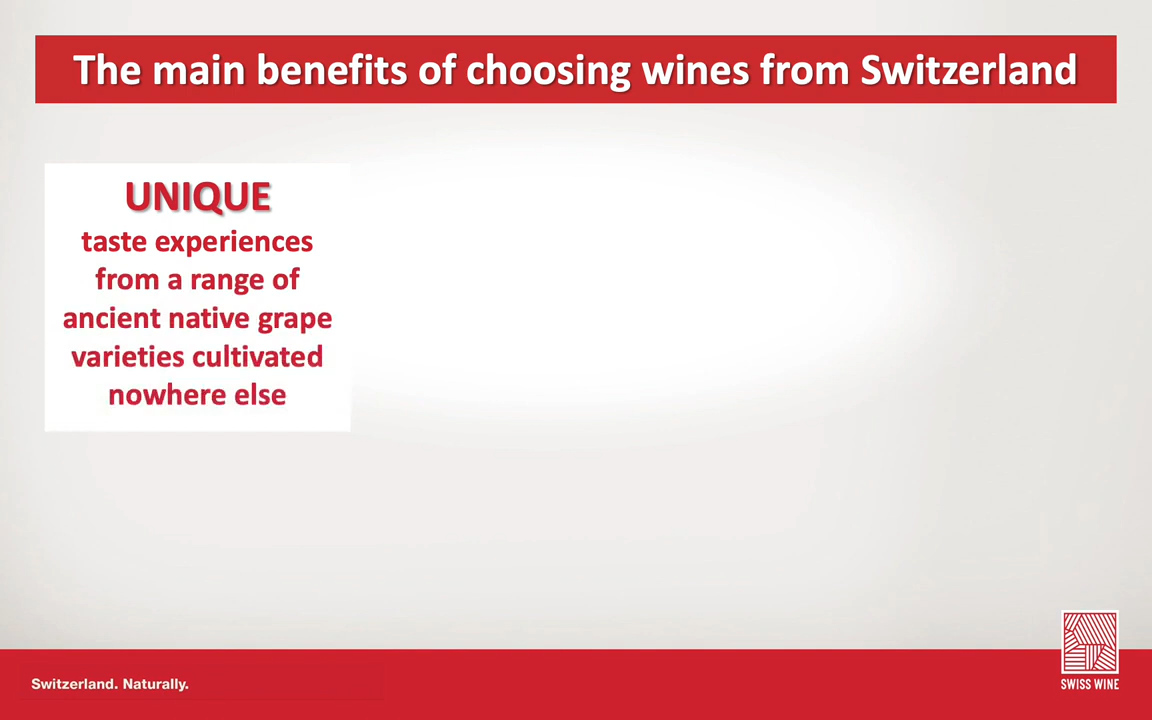 The main benefits of choosing wines from Switzerland
UNIQUE
taste experiences
from a range of
ancient native grape
varieties cultivated
nowhere else
Switzerland. Naturally.
SWISS WINE